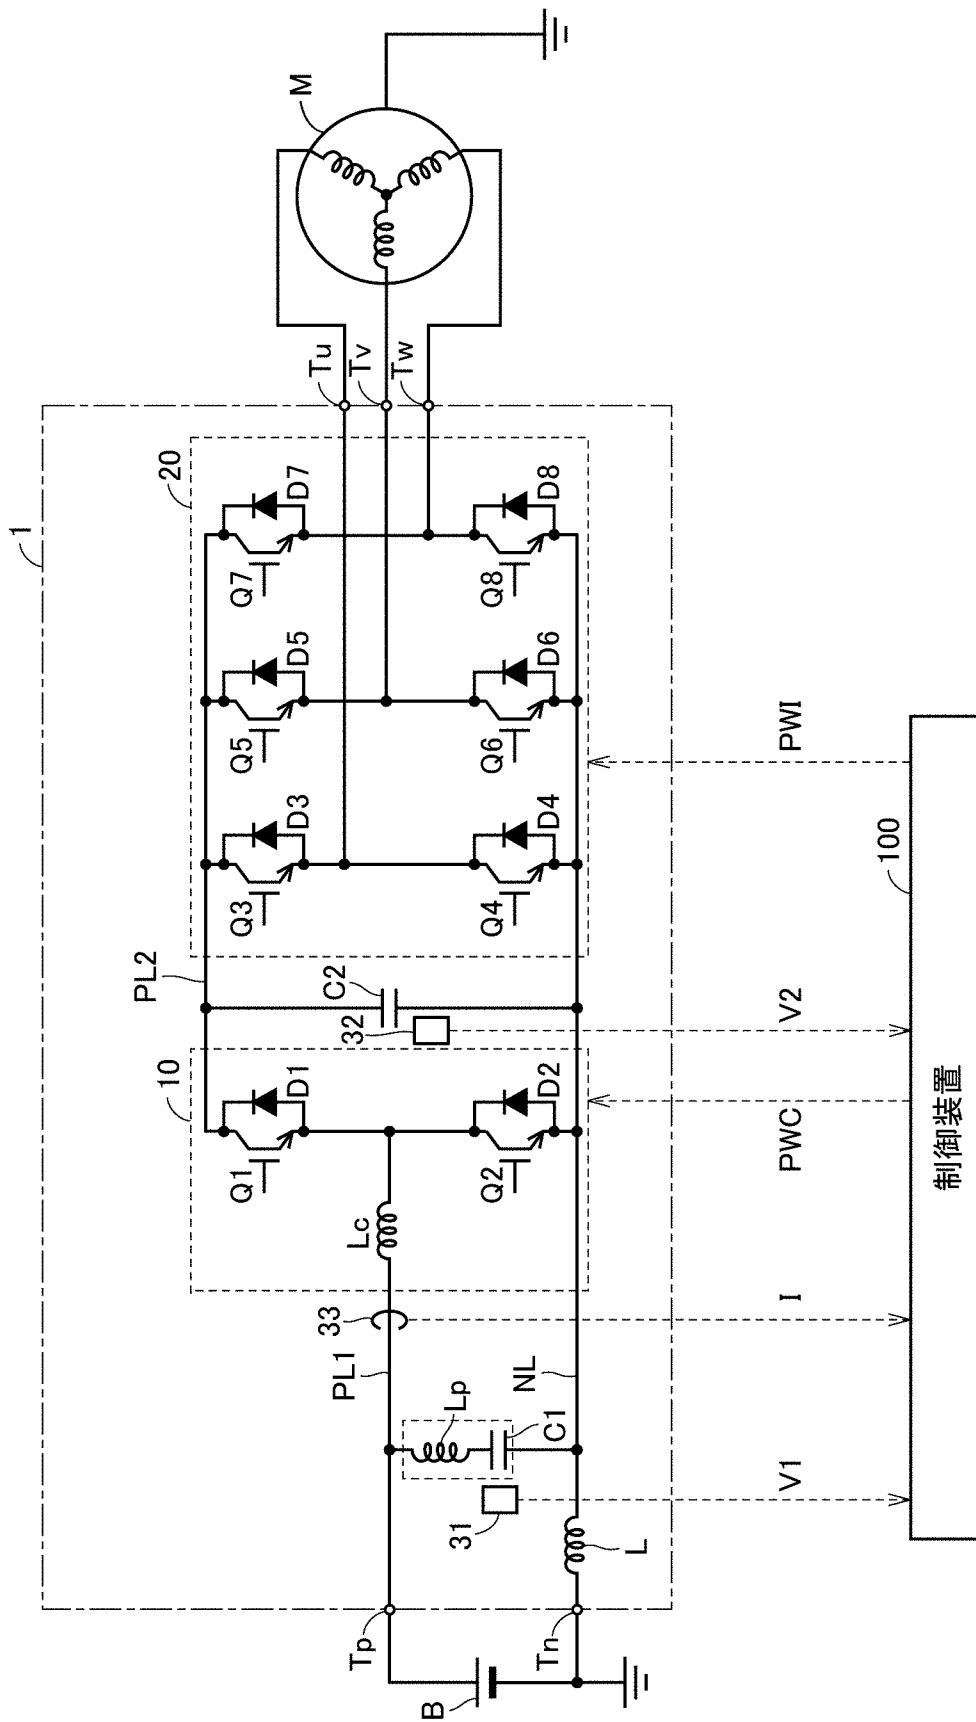 1
20
10
PL2
Q1
D1
Q3
D3
Q5
D5
Q7
D7
Tu
Tv
Tw
M
C2
32
Lc
33
PL1
Lp
C1
31
Tp
B
Tn
L
NL
Q2
D2
Q4
D4
Q6
D6
Q8
D8
V1
I
PWC
V2
PWI
100
制御装置